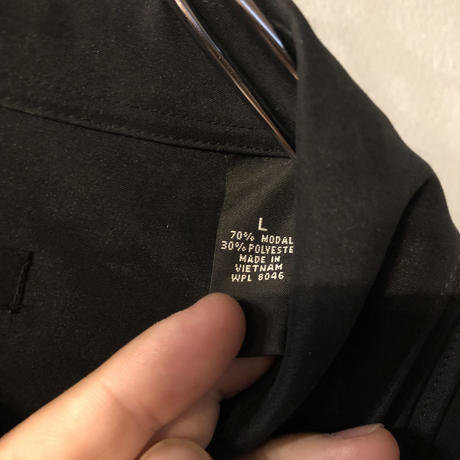 L
70% MODAL
30% POLYESTE
MADE IN
VIETNAM
WPL 8046